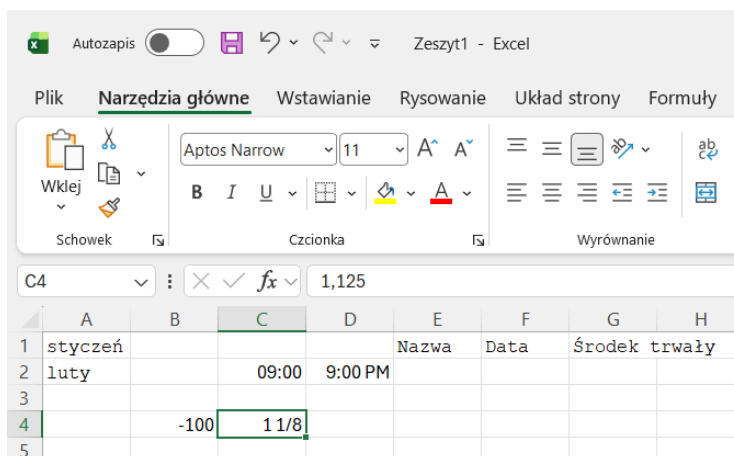 Autozapis Zeszyt1 - Excel
Plik Narzędzia główne Wstawianie Rysowanie Układ strony Formuły
Wklej Aptos Narrow 11 A A ab
B I U A
Schowek Czcionka Wyrównanie
C4 fx 1,125
A B C D E F G H
1 styczeń Nazwa Data Środek trwały
2 luty 09:00 9:00 PM
3
4 -100 1 1/8
5